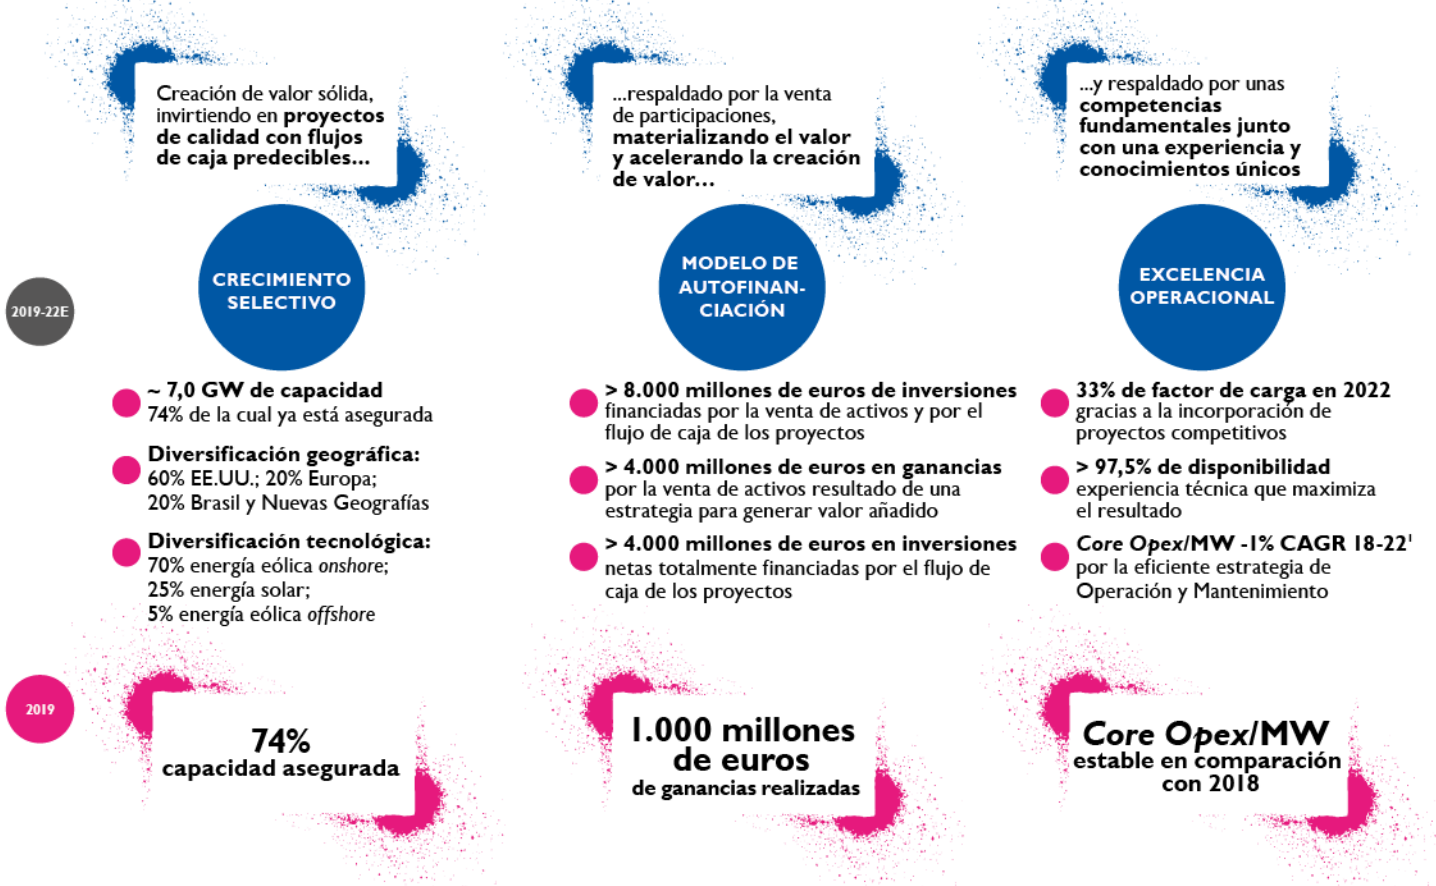 Creación de valor sólida,
invirtiendo en proyectos
de calidad con flujos
de caja predecibles...
...respaldado por la venta
de participaciones,
materializando el valor
y acelerando la creación
de valor...
...y respaldado por unas
competencias
fundamentales junto
con una experiencia y
conocimientos únicos
2019-22E
CRECIMIENTO
SELECTIVO
MODELO DE
AUTOFINAN-
CIACIÓN
EXCELENCIA
OPERACIONAL
~ 7,0 GW de capacidad
74% de la cual ya está asegurada
Diversificación geográfica:
60% EE.UU.; 20% Europa;
20% Brasil y Nuevas Geografías
Diversificación tecnológica:
70% energía eólica onshore;
25% energía solar;
5% energía eólica offshore
> 8.000 millones de euros de inversiones
financiadas por la venta de activos y por el
flujo de caja de los proyectos
> 4.000 millones de euros en ganancias
por la venta de activos resultado de una
estrategia para generar valor añadido
> 4.000 millones de euros en inversiones
netas totalmente financiadas por el flujo de
caja de los proyectos
33% de factor de carga en 2022
gracias a la incorporación de
proyectos competitivos
> 97,5% de disponibilidad
experiencia técnica que maximiza
el resultado
Core Opex/MW -1% CAGR 18-22¹
por la eficiente estrategia de
Operación y Mantenimiento
2019
74%
capacidad asegurada
1.000 millones
de euros
de ganancias realizadas
Core Opex/MW
estable en comparación
con 2018